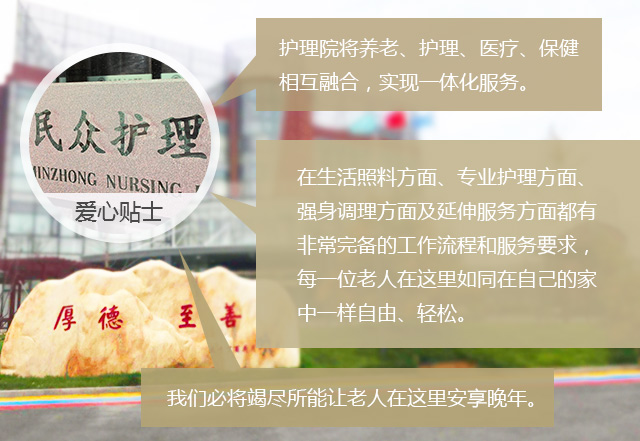 护理院将养老、护理、医疗、保健
相互融合，实现一体化服务。
民众护理
MINZHONG NURSING
爱心贴士
在生活照料方面、专业护理方面、
强身调理方面及延伸服务方面都有
非常完备的工作流程和服务要求，
每一位老人在这里如同在自己的家
中一样自由、轻松。
厚德 至善
我们必将竭尽所能让老人在这里安享晚年。